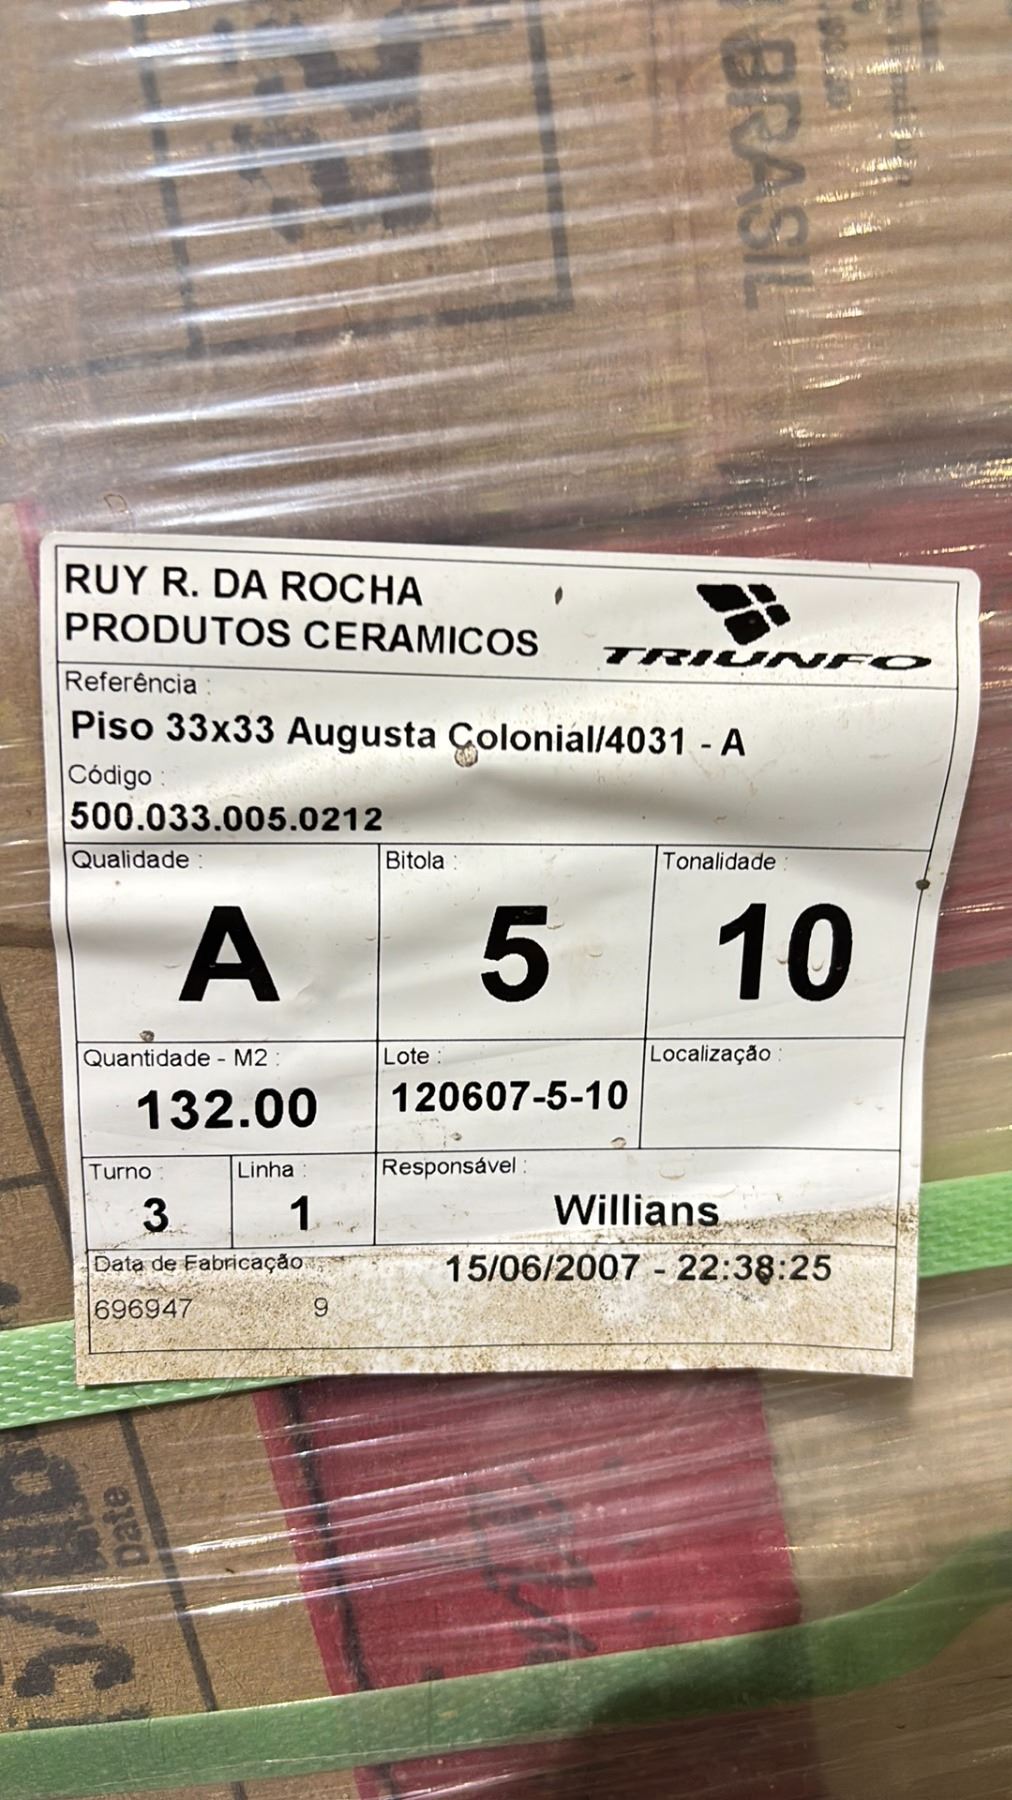 BRASIL
RUY R. DA ROCHA
PRODUTOS CERAMICOS
TRIUNFO
Referência :
Piso 33x33 Augusta Colonial/4031 - A
Código :
500.033.005.0212
Qualidade :
Bitola :
Tonalidade :
A
5
10
Quantidade - M2 :
Lote :
Localização :
132.00
120607-5-10
Turno :
Linha :
Responsável :
3
1
Willians
Data de Fabricação
15/06/2007 - 22:38:25
696947 9
Date